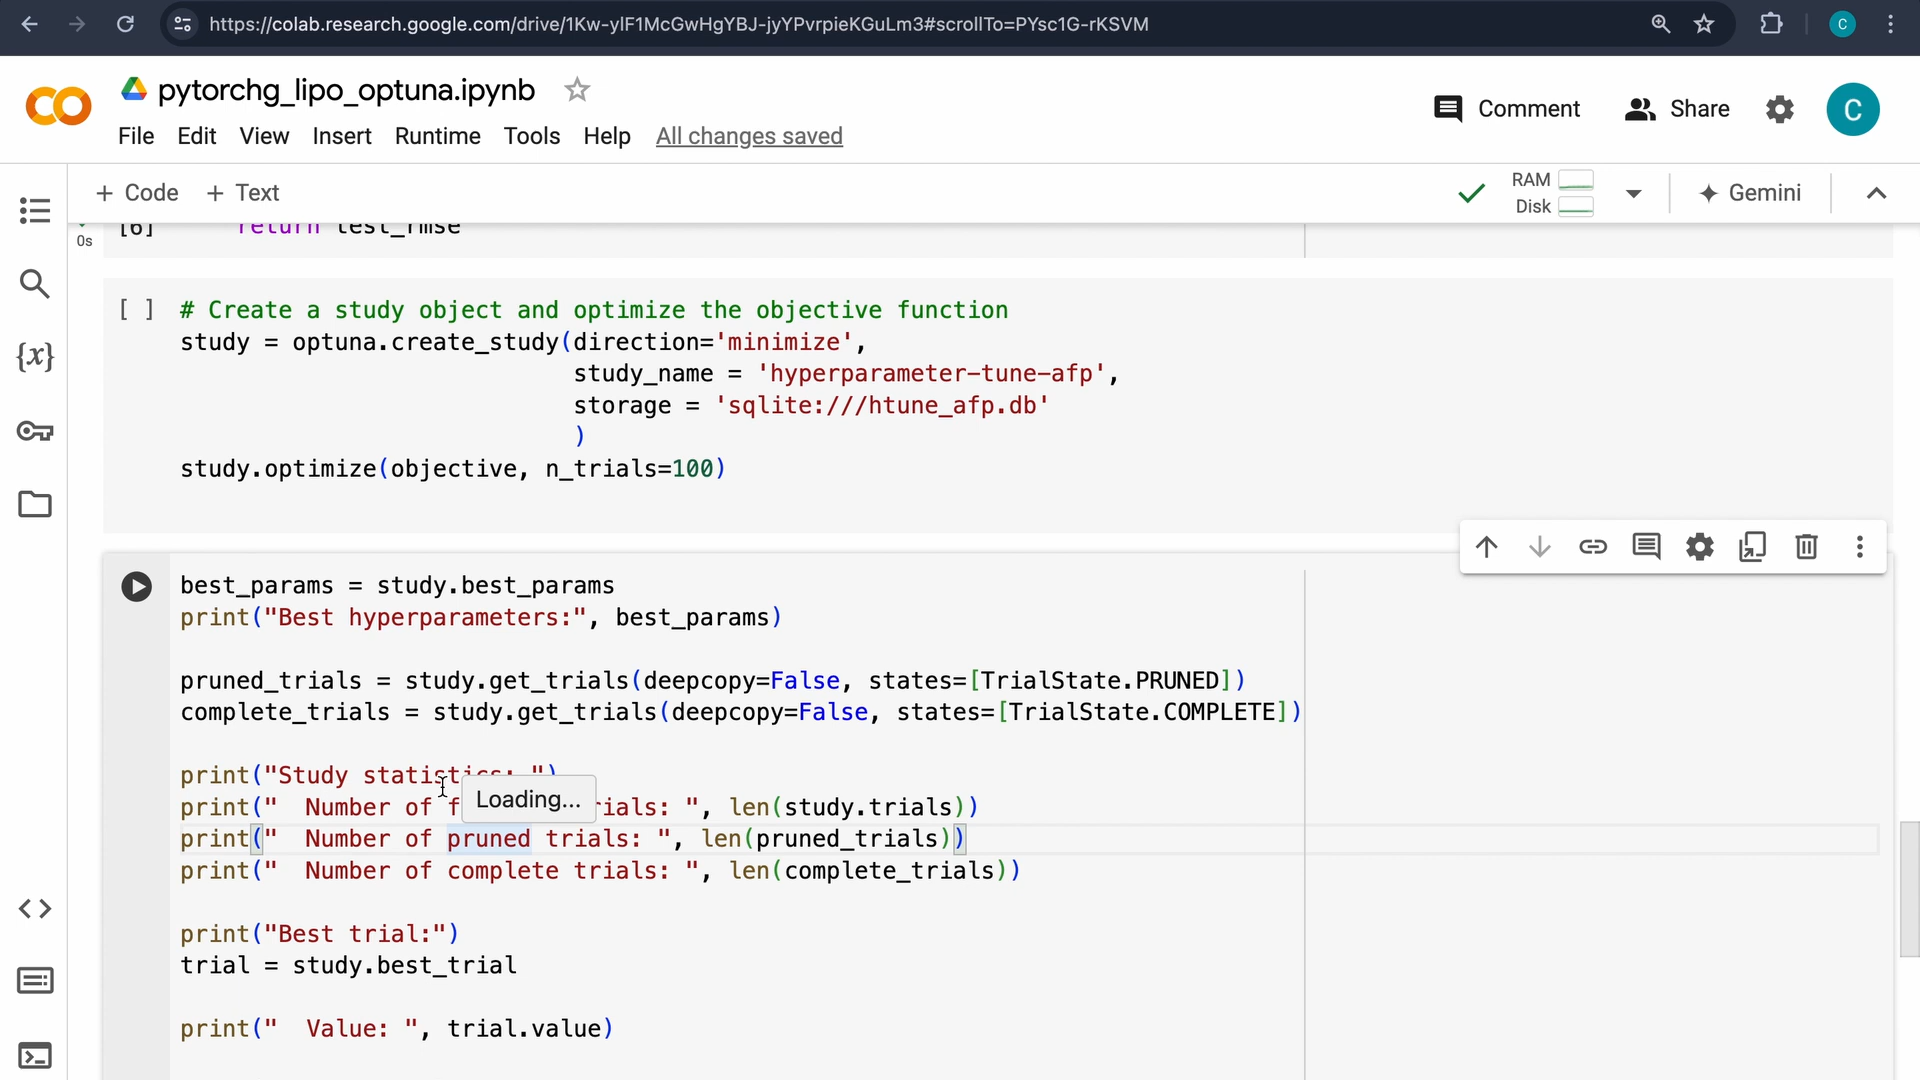 https://colab.research.google.com/drive/1Kw-ylF1McGwHgYBJ-jyYPvrpieKGuLm3#scrollTo=PYsc1G-rKSVM
C
pytorchg_lipo_optuna.ipynb
Comment
Share
C
File Edit View Insert Runtime Tools Help All changes saved
+ Code + Text
RAM
Disk
Gemini
0s
[6] return test_rmse
[ ] # Create a study object and optimize the objective function
study = optuna.create_study(direction='minimize',
study_name = 'hyperparameter-tune-afp',
storage = 'sqlite:///htune_afp.db'
)
study.optimize(objective, n_trials=100)
best_params = study.best_params
print("Best hyperparameters:", best_params)
pruned_trials = study.get_trials(deepcopy=False, states=[TrialState.PRUNED])
complete_trials = study.get_trials(deepcopy=False, states=[TrialState.COMPLETE])
print("Study statistics: ")
Loading...
print("  Number of f rials: ", len(study.trials))
print("  Number of pruned trials: ", len(pruned_trials))
print("  Number of complete trials: ", len(complete_trials))
print("Best trial:")
trial = study.best_trial
print("  Value: ", trial.value)